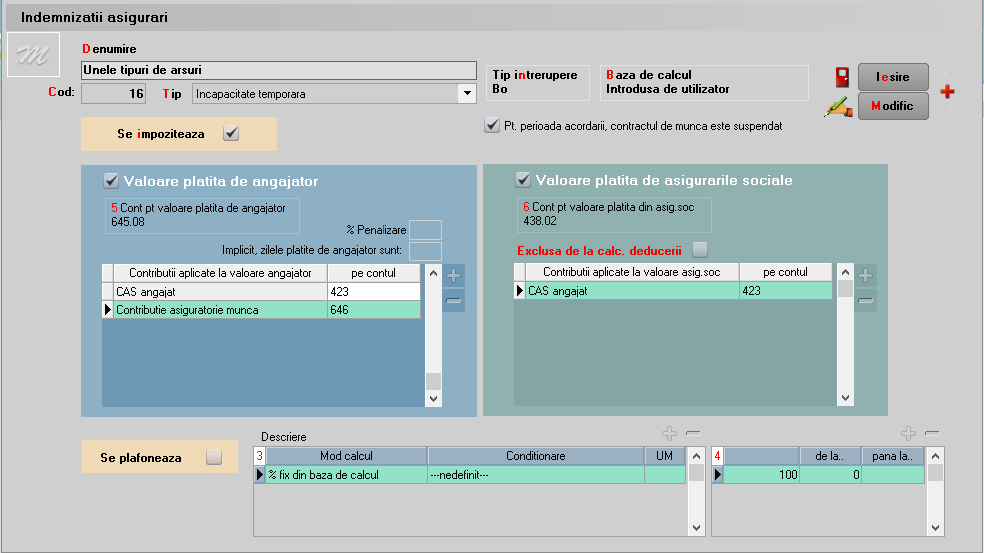 Indemnizatii asigurari
M
Denumire
Unele tipuri de arsuri
Cod: 16 Tip Incapacitate temporara
Tip intrerupere
Bo
Baza de calcul
Introdusa de utilizator
Iesire
Modific
Se impoziteaza
Pt. perioada acordarii, contractul de munca este suspendat
Valoare platita de angajator
5 Cont pt valoare platita de angajator
645.08
% Penalizare
Implicit, zilele platite de angajator sunt:
Contributii aplicate la valoare angajator pe contul
CAS angajat 423
Contributie asiguratorie munca 646
Valoare platita de asigurarile sociale
6 Cont pt valoare platita din asig.soc
438.02
Exclusa de la calc. deducerii
Contributii aplicate la valoare asig.soc pe contul
CAS angajat 423
Se plafoneaza
Descriere
3 Mod calcul Conditionare UM
% fix din baza de calcul ---nedefinit---
4 de la.. pana la..
100 0